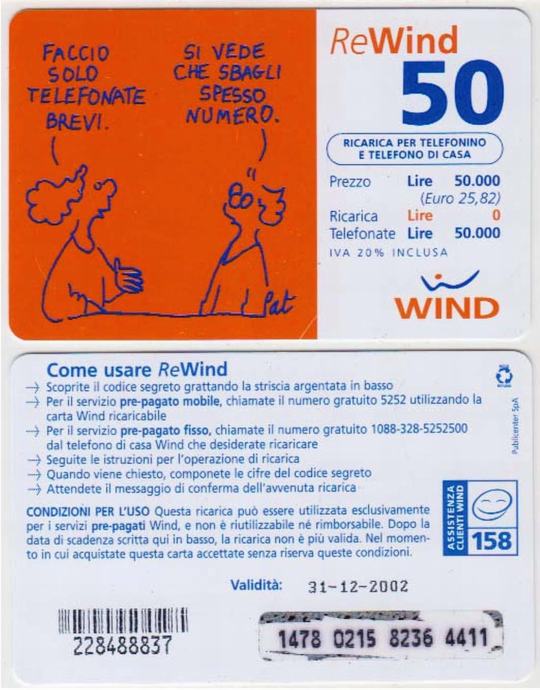 FACCIO
SOLO
TELEFONATE
BREVI.
SI VEDE
CHE SBAGLI
SPESSO
NUMERO.
Pat
ReWind
50
RICARICA PER TELEFONINO
E TELEFONO DI CASA
Prezzo Lire 50.000
(Euro 25,82)
Ricarica Lire 0
Telefonate Lire 50.000
IVA 20% INCLUSA
WIND
Come usare ReWind
→ Scoprite il codice segreto grattando la striscia argentata in basso
→ Per il servizio pre-pagato mobile, chiamate il numero gratuito 5252 utilizzando la
carta Wind ricaricabile
→ Per il servizio pre-pagato fisso, chiamate il numero gratuito 1088-328-5252500
dal telefono di casa Wind che desiderate ricaricare
→ Seguite le istruzioni per l'operazione di ricarica
→ Quando viene chiesto, componete le cifre del codice segreto
→ Attendete il messaggio di conferma dell'avvenuta ricarica
CONDIZIONI PER L'USO Questa ricarica può essere utilizzata esclusivamente
per i servizi pre-pagati Wind, e non è riutilizzabile né rimborsabile. Dopo la
data di scadenza scritta qui in basso, la ricarica non è più valida. Nel momen-
to in cui acquistate questa carta accettate senza riserva queste condizioni.
Publicenter SpA
ASSISTENZA
CLIENTI WIND
158
Validità: 31-12-2002
228488837
1478 0215 8236 4411